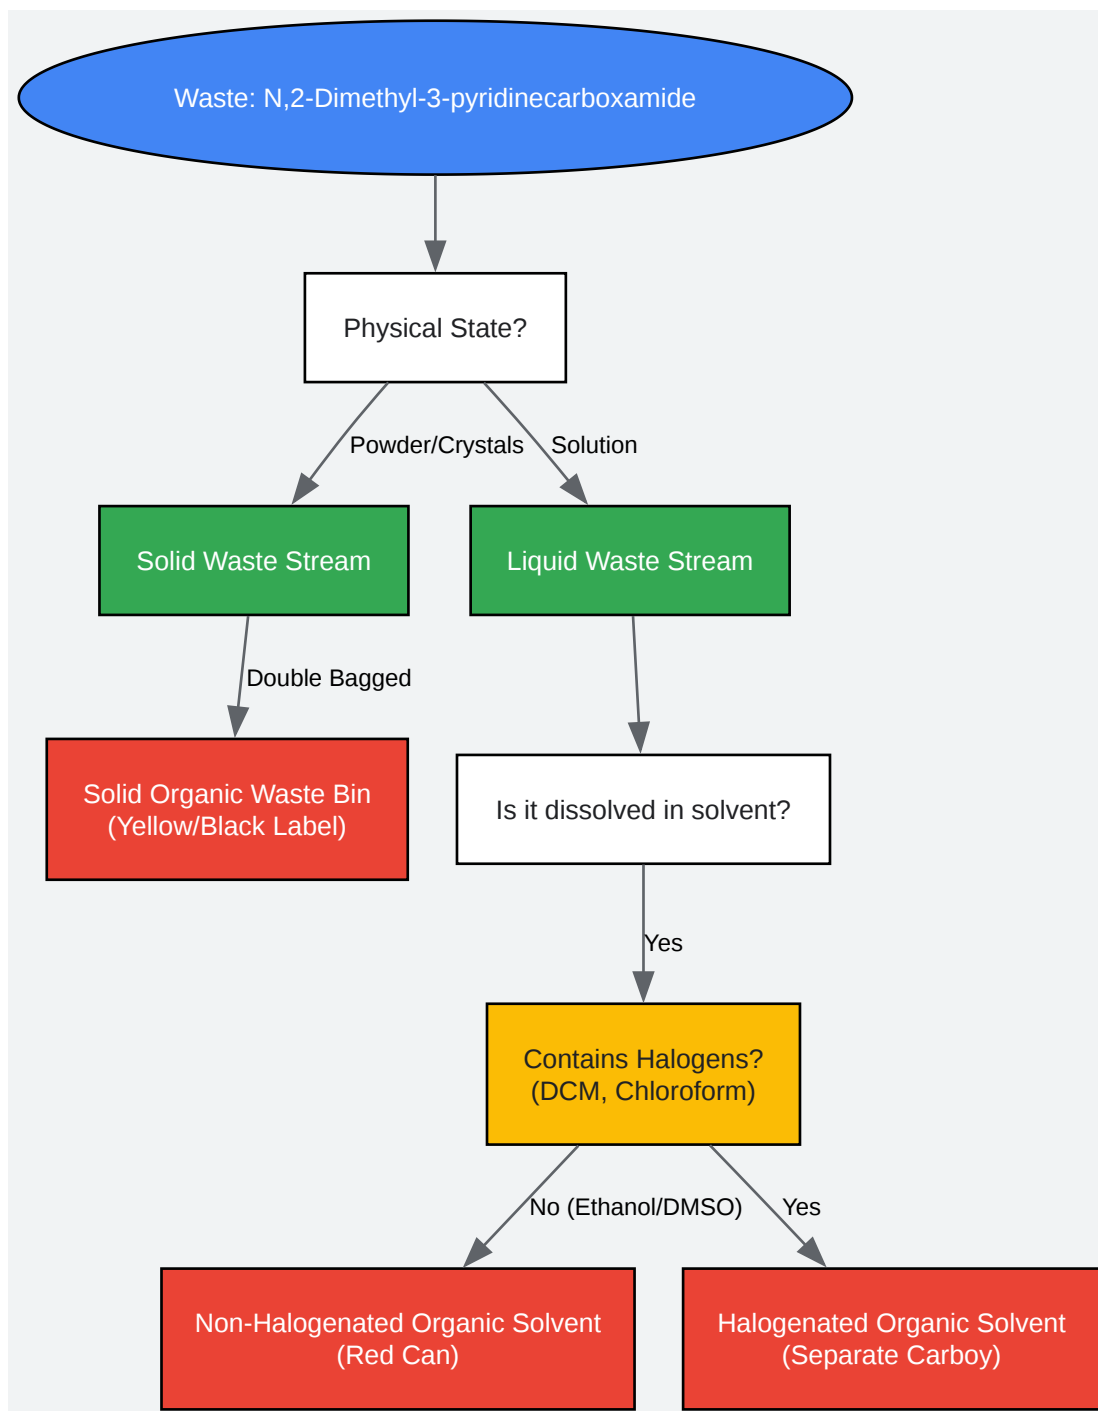 Waste: N,2-Dimethyl-3-pyridinecarboxamide
Physical State?
Powder/Crystals
Solution
Solid Waste Stream
Liquid Waste Stream
Double Bagged
Solid Organic Waste Bin
(Yellow/Black Label)
Is it dissolved in solvent?
Yes
Contains Halogens?
(DCM, Chloroform)
No (Ethanol/DMSO)
Yes
Non-Halogenated Organic Solvent
(Red Can)
Halogenated Organic Solvent
(Separate Carboy)